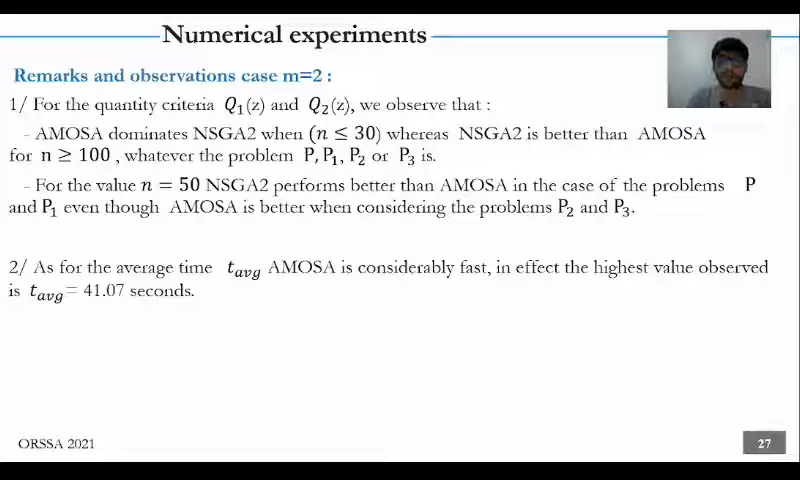 Numerical experiments
Remarks and observations case m=2 :
1/ For the quantity criteria Q₁(z) and Q₂(z), we observe that :
- AMOSA dominates NSGA2 when (n ≤ 30) whereas NSGA2 is better than AMOSA
for n ≥ 100 , whatever the problem P, P₁, P₂ or P₃ is.
- For the value n = 50 NSGA2 performs better than AMOSA in the case of the problems P
and P₁ even though AMOSA is better when considering the problems P₂ and P₃.
2/ As for the average time t_avg AMOSA is considerably fast, in effect the highest value observed
is t_avg = 41.07 seconds.
ORSSA 2021
27